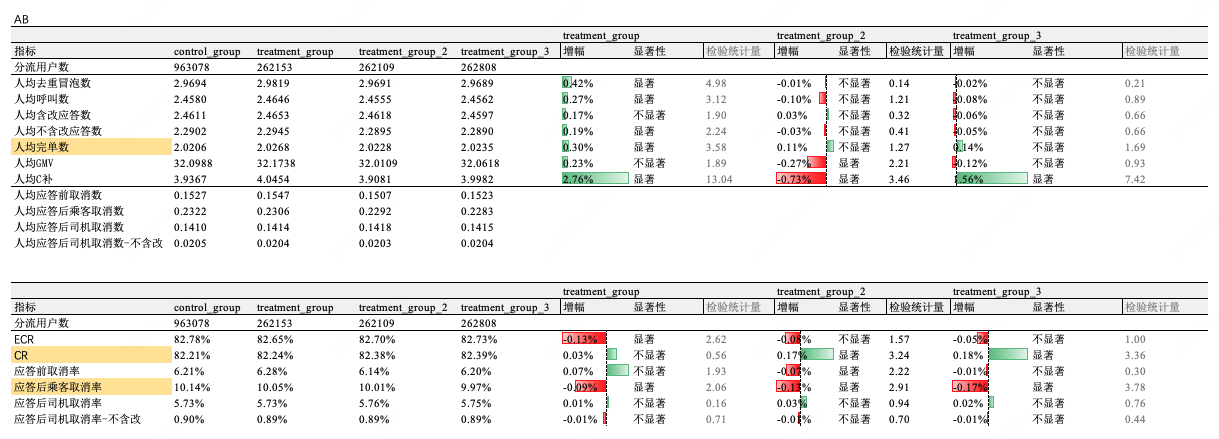 AB
treatment_group treatment_group_2 treatment_group_3
指标 control_group treatment_group treatment_group_2 treatment_group_3 增幅 显著性 检验统计量 增幅 显著性 检验统计量 增幅 显著性 检验统计量
分流用户数 963078 262153 262109 262808
人均去重冒泡数 2.9694 2.9819 2.9691 2.9689 0.42% 显著 4.98 -0.01% 不显著 0.14 -0.02% 不显著 0.21
人均呼叫数 2.4580 2.4646 2.4555 2.4562 0.27% 显著 3.12 -0.10% 不显著 1.21 -0.08% 不显著 0.89
人均含改应答数 2.4611 2.4653 2.4618 2.4597 0.17% 不显著 1.90 0.03% 不显著 0.32 -0.06% 不显著 0.66
人均不含改应答数 2.2902 2.2945 2.2895 2.2890 0.19% 显著 2.24 -0.03% 不显著 0.41 -0.05% 不显著 0.66
人均完单数 2.0206 2.0268 2.0228 2.0235 0.30% 显著 3.58 0.11% 不显著 1.27 0.14% 不显著 1.69
人均GMV 32.0988 32.1738 32.0109 32.0618 0.23% 不显著 1.89 -0.27% 显著 2.21 -0.12% 不显著 0.93
人均C补 3.9367 4.0454 3.9081 3.9982 2.76% 显著 13.04 -0.73% 显著 3.46 1.56% 显著 7.42
人均应答前取消数 0.1527 0.1547 0.1507 0.1523
人均应答后乘客取消数 0.2322 0.2306 0.2292 0.2283
人均应答后司机取消数 0.1410 0.1414 0.1418 0.1415
人均应答后司机取消数-不含改 0.0205 0.0204 0.0203 0.0204
treatment_group treatment_group_2 treatment_group_3
指标 control_group treatment_group treatment_group_2 treatment_group_3 增幅 显著性 检验统计量 增幅 显著性 检验统计量 增幅 显著性 检验统计量
分流用户数 963078 262153 262109 262808
ECR 82.78% 82.65% 82.70% 82.73% -0.13% 显著 2.62 -0.08% 不显著 1.57 -0.05% 不显著 1.00
CR 82.21% 82.24% 82.38% 82.39% 0.03% 不显著 0.56 0.17% 显著 3.24 0.18% 显著 3.36
应答前取消率 6.21% 6.28% 6.14% 6.20% 0.07% 不显著 1.93 -0.07% 显著 2.22 -0.01% 不显著 0.30
应答后乘客取消率 10.14% 10.05% 10.01% 9.97% -0.09% 显著 2.06 -0.13% 显著 2.91 -0.17% 显著 3.78
应答后司机取消率 5.73% 5.73% 5.76% 5.75% 0.01% 不显著 0.16 0.03% 不显著 0.94 0.02% 不显著 0.76
应答后司机取消率-不含改 0.90% 0.89% 0.89% 0.89% -0.01% 不显著 0.71 -0.01% 不显著 0.70 -0.01% 不显著 0.44